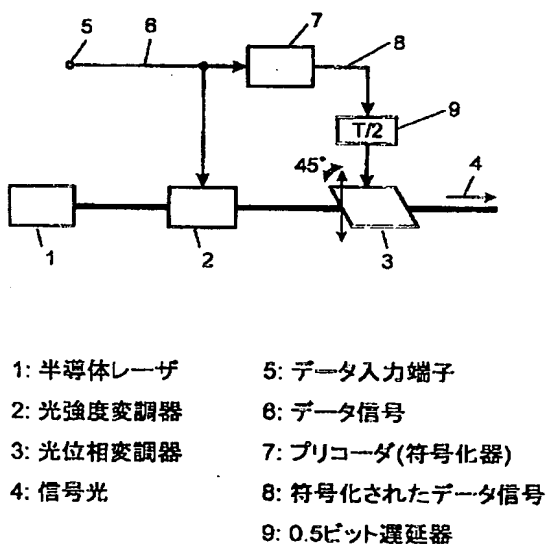 5
6
7
8
9
T/2
45°
4
1
2
3
1: 半導体レーザ
2: 光強度変調器
3: 光位相変調器
4: 信号光
5: データ入力端子
6: データ信号
7: プリコーダ(符号化器)
8: 符号化されたデータ信号
9: 0.5ビット遅延器